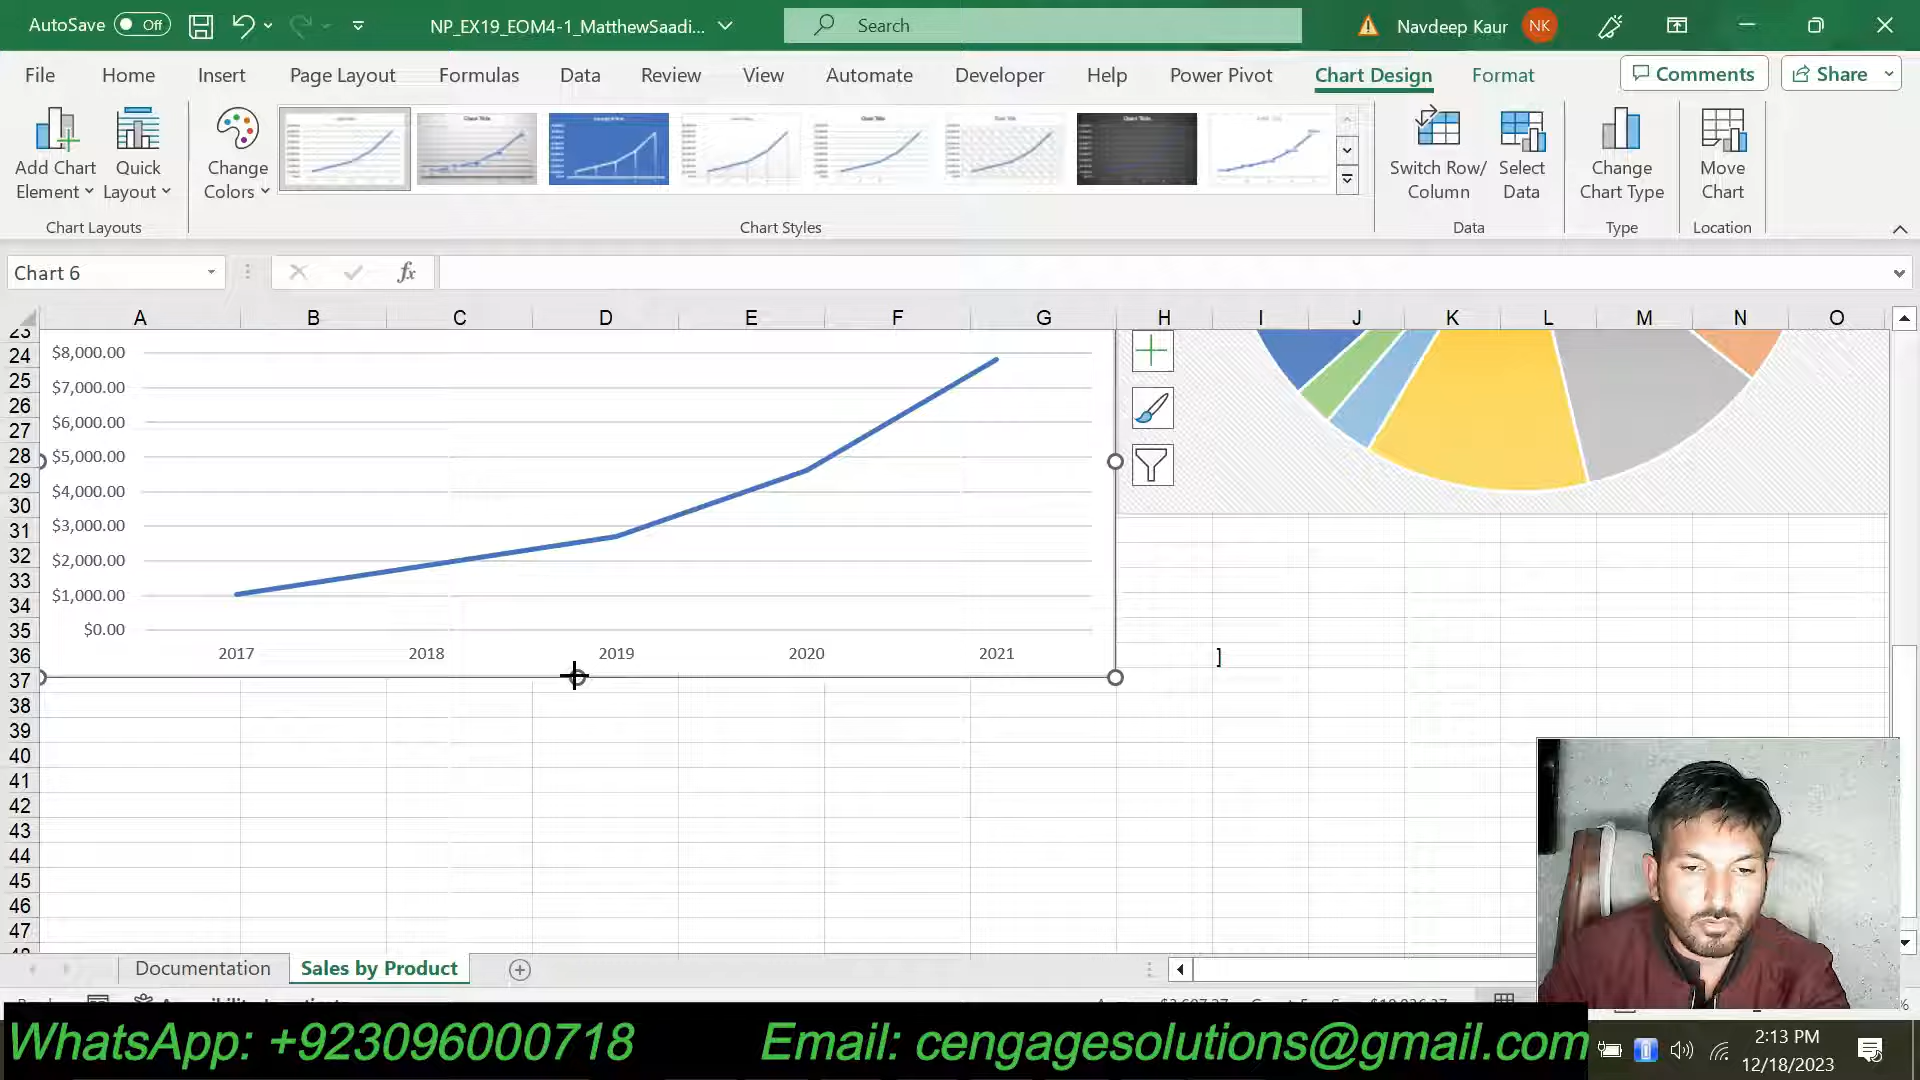 AutoSave Off NP_EX19_EOM4-1_MatthewSaadi... Search Navdeep Kaur NK
File Home Insert Page Layout Formulas Data Review View Automate Developer Help Power Pivot Chart Design Format Comments Share
Add Chart Element Quick Layout Change Colors Switch Row/ Column Select Data Change Chart Type Move Chart
Chart Layouts Chart Styles Data Type Location
Chart 6 fx
A B C D E F G H I J K L M N O
23
24 $8,000.00
25 $7,000.00
26
27 $6,000.00
28 $5,000.00
29
30 $4,000.00
31 $3,000.00
32 $2,000.00
33
34 $1,000.00
35 $0.00
36 2017 2018 2019 2020 2021 ]
37
38
39
40
41
42
43
44
45
46
47
Documentation Sales by Product
WhatsApp: +923096000718 Email: cengagesolutions@gmail.com
2:13 PM
12/18/2023